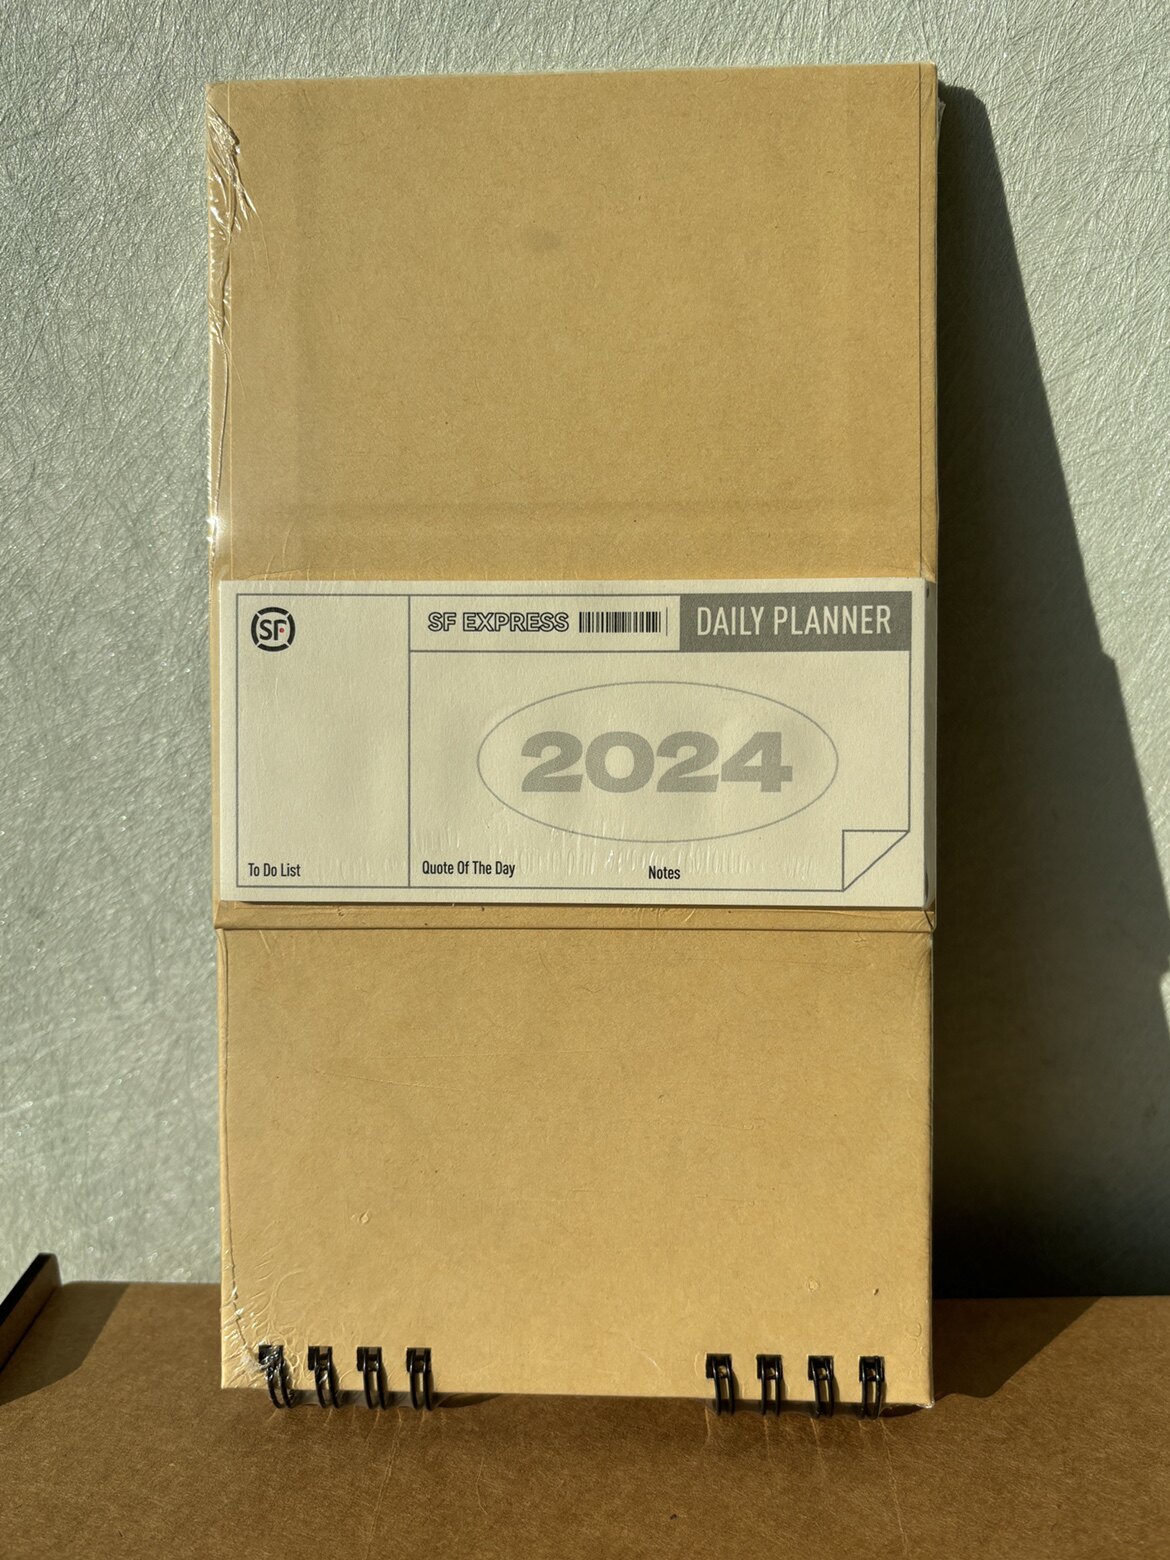 SF
SF EXPRESS
DAILY PLANNER
2024
To Do List
Quote Of The Day
Notes